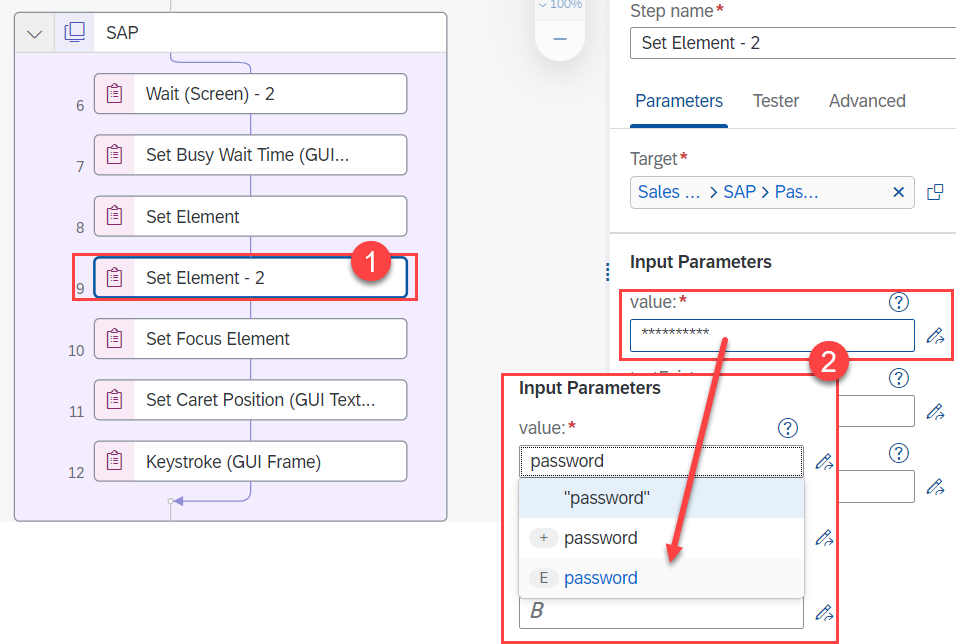 SAP
6
Wait (Screen) - 2
7
Set Busy Wait Time (GUI...
8
Set Element
9
Set Element - 2
1
10
Set Focus Element
11
Set Caret Position (GUI Text...
12
Keystroke (GUI Frame)
100%
Step name*
Set Element - 2
Parameters Tester Advanced
Target*
Sales ... > SAP > Pas...
Input Parameters
value:*
**********
2
Input Parameters
value:*
password
"password"
+ password
E password
B